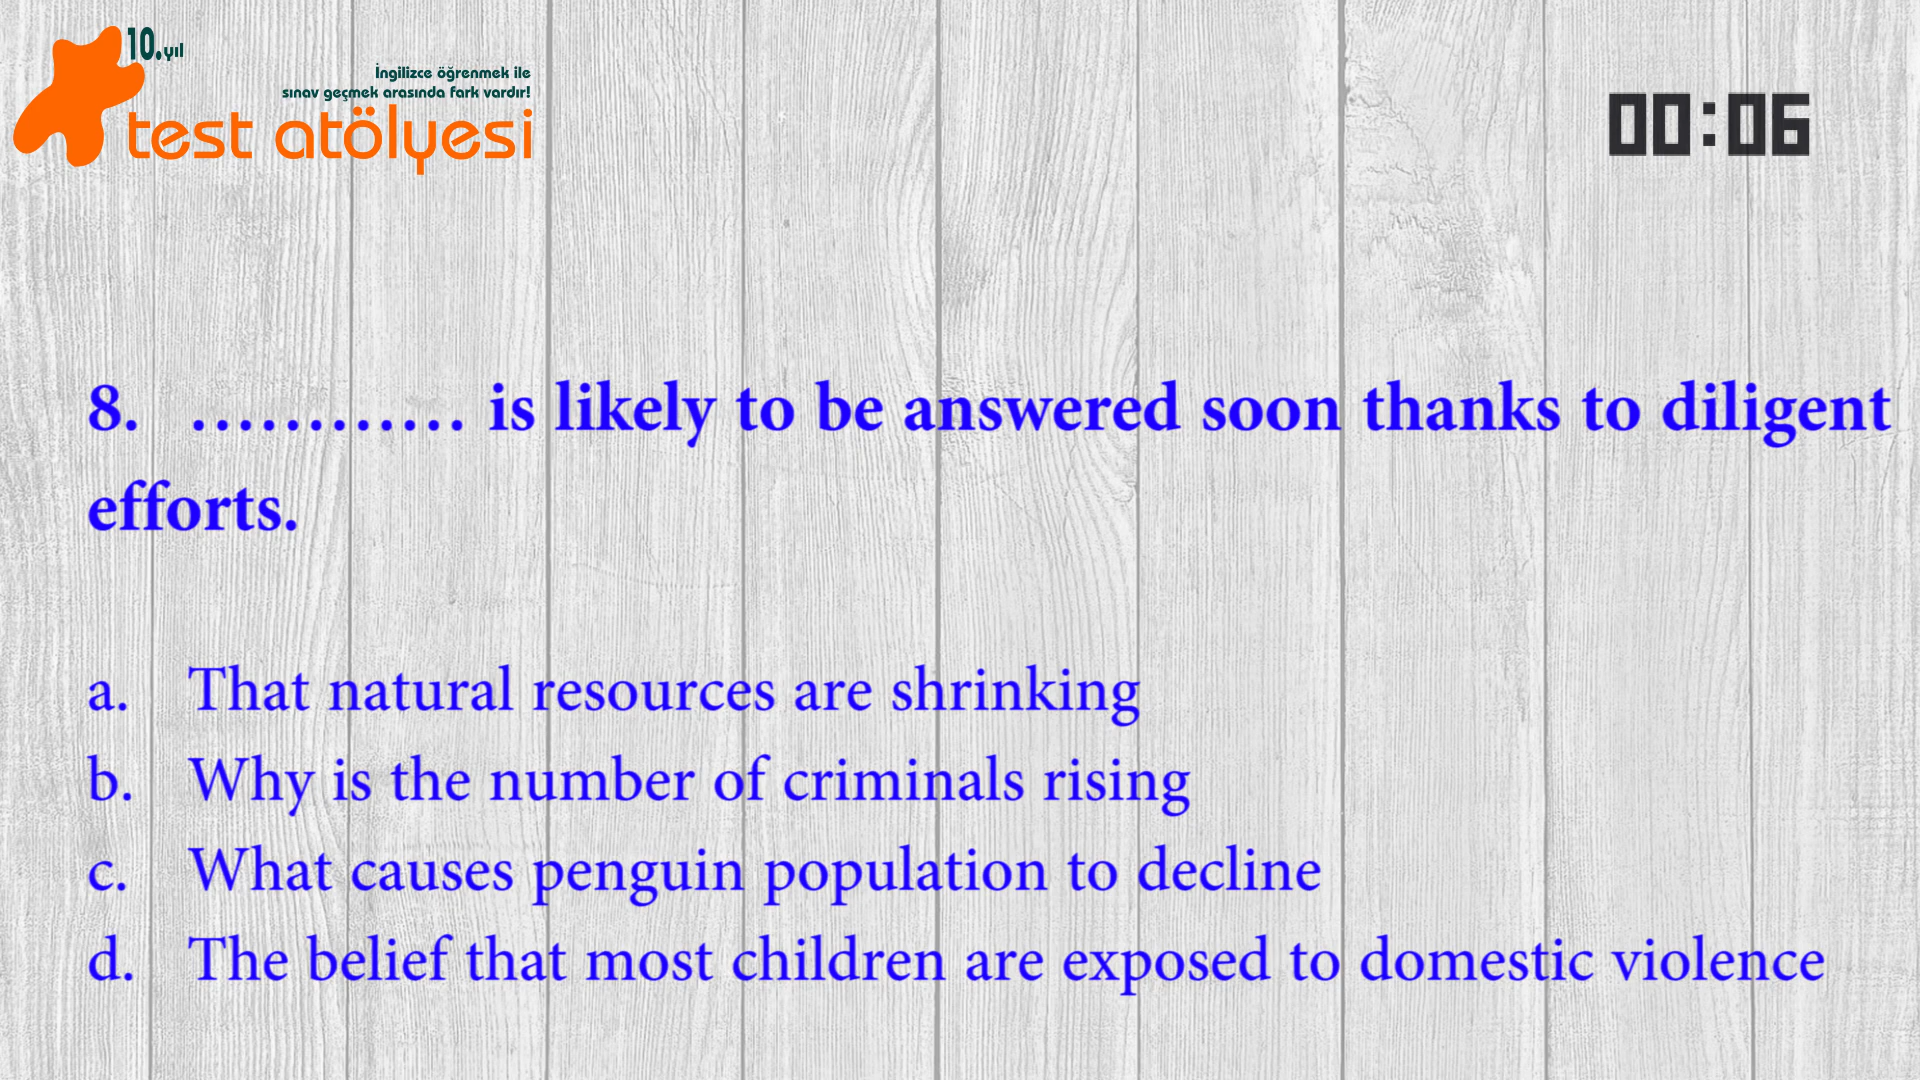 10.yıl
İngilizce öğrenmek ile
sınav geçmek arasında fark vardır!
test atölyesi
00:06
8. ………… is likely to be answered soon thanks to diligent
efforts.
a. That natural resources are shrinking
b. Why is the number of criminals rising
c. What causes penguin population to decline
d. The belief that most children are exposed to domestic violence